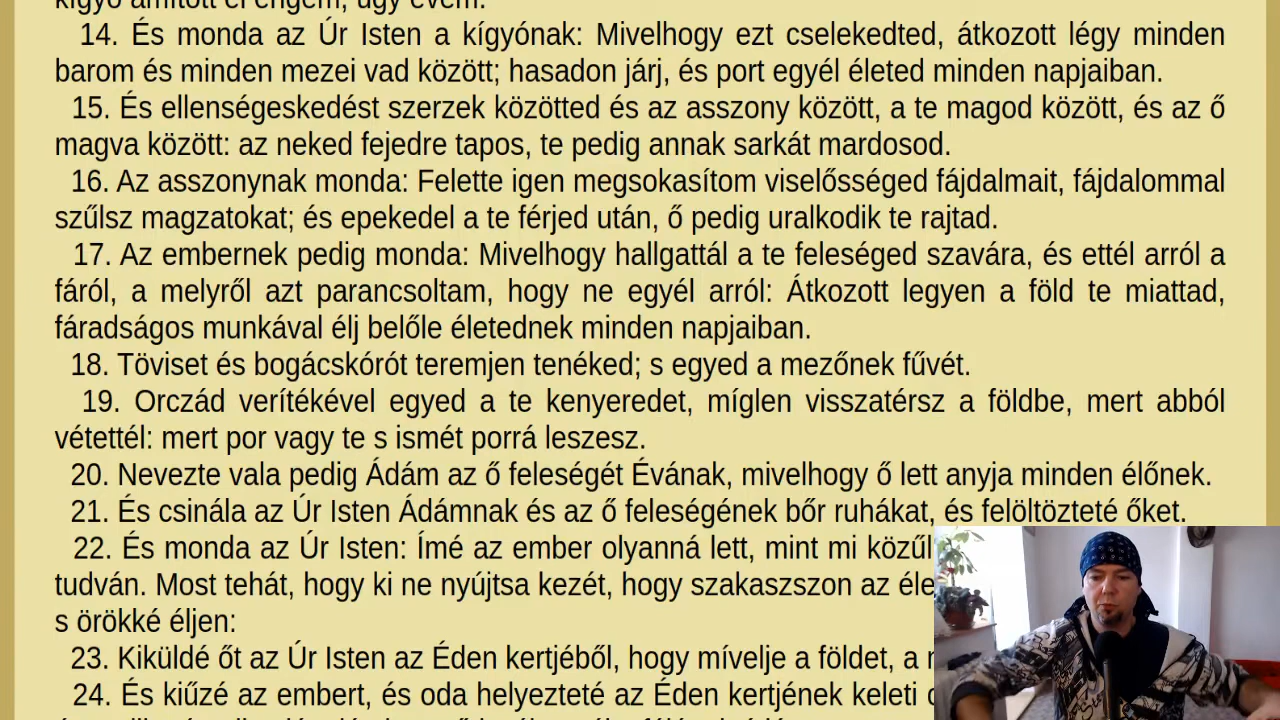 kígyó ámított el engem, úgy evém.
14. És monda az Úr Isten a kígyónak: Mivelhogy ezt cselekedted, átkozott légy minden
barom és minden mezei vad között; hasadon járj, és port egyél életed minden napjaiban.
15. És ellenségeskedést szerzek közötted és az asszony között, a te magod között, és az ő
magva között: az neked fejedre tapos, te pedig annak sarkát mardosod.
16. Az asszonynak monda: Felette igen megsokasítom viselősséged fájdalmait, fájdalommal
szűlsz magzatokat; és epekedel a te férjed után, ő pedig uralkodik te rajtad.
17. Az embernek pedig monda: Mivelhogy hallgattál a te feleséged szavára, és ettél arról a
fáról, a melyről azt parancsoltam, hogy ne egyél arról: Átkozott legyen a föld te miattad,
fáradságos munkával élj belőle életednek minden napjaiban.
18. Töviset és bogácskórót teremjen tenéked; s egyed a mezőnek fűvét.
19. Orczád verítékével egyed a te kenyeredet, míglen visszatérsz a földbe, mert abból
vétettél: mert por vagy te s ismét porrá leszesz.
20. Nevezte vala pedig Ádám az ő feleségét Évának, mivelhogy ő lett anyja minden élőnek.
21. És csinála az Úr Isten Ádámnak és az ő feleségének bőr ruhákat, és felöltözteté őket.
22. És monda az Úr Isten: Ímé az ember olyanná lett, mint mi közűl
tudván. Most tehát, hogy ki ne nyújtsa kezét, hogy szakaszszon az éle
s örökké éljen:
23. Kiküldé őt az Úr Isten az Éden kertjéből, hogy mívelje a földet, a
24. És kiűzé az embert, és oda helyezteté az Éden kertjének keleti